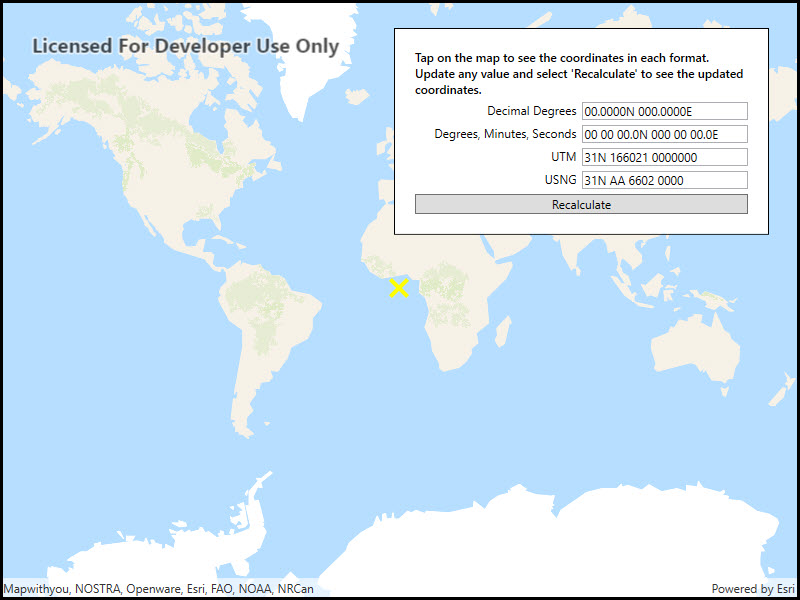 Licensed For Developer Use Only
Tap on the map to see the coordinates in each format.
Update any value and select 'Recalculate' to see the updated
coordinates.
Decimal Degrees 00.0000N 000.0000E
Degrees, Minutes, Seconds 00 00 00.0N 000 00 00.0E
UTM 31N 166021 0000000
USNG 31N AA 6602 0000
Recalculate
Mapwithyou, NOSTRA, Openware, Esri, FAO, NOAA, NRCan Powered by Esri